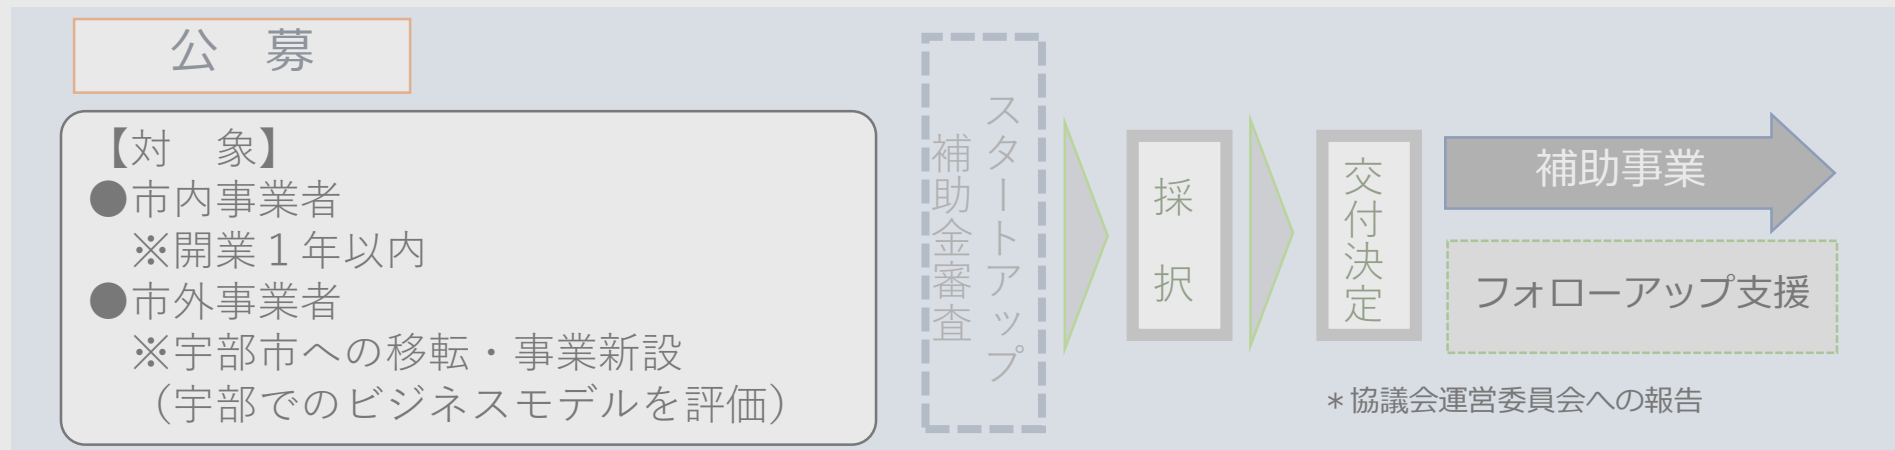 公　募
【対　象】
●市内事業者
※開業１年以内
●市外事業者
※宇部市への移転・事業新設
（宇部でのビジネスモデルを評価）
スタートアップ
補助金審査
採　択
交付決定
補助事業
フォローアップ支援
＊協議会運営委員会への報告